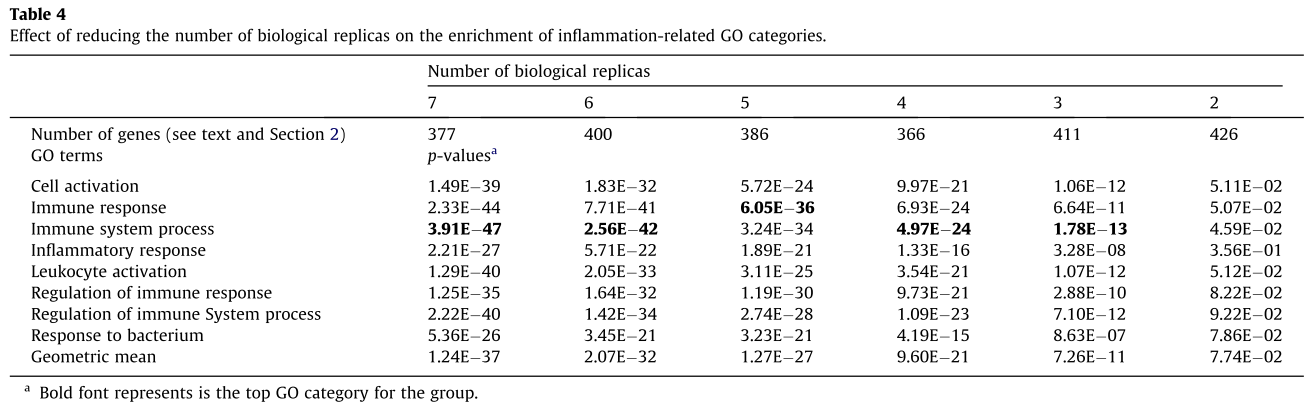 Table 4
Effect of reducing the number of biological replicas on the enrichment of inflammation-related GO categories.
Number of biological replicas
7 6 5 4 3 2
Number of genes (see text and Section 2) 377 400 386 366 411 426
GO terms p-valuesᵃ
Cell activation 1.49E−39 1.83E−32 5.72E−24 9.97E−21 1.06E−12 5.11E−02
Immune response 2.33E−44 7.71E−41 6.05E−36 6.93E−24 6.64E−11 5.07E−02
Immune system process 3.91E−47 2.56E−42 3.24E−34 4.97E−24 1.78E−13 4.59E−02
Inflammatory response 2.21E−27 5.71E−22 1.89E−21 1.33E−16 3.28E−08 3.56E−01
Leukocyte activation 1.29E−40 2.05E−33 3.11E−25 3.54E−21 1.07E−12 5.12E−02
Regulation of immune response 1.25E−35 1.64E−32 1.19E−30 9.73E−21 2.88E−10 8.22E−02
Regulation of immune System process 2.22E−40 1.42E−34 2.74E−28 1.09E−23 7.10E−12 9.22E−02
Response to bacterium 5.36E−26 3.45E−21 3.23E−21 4.19E−15 8.63E−07 7.86E−02
Geometric mean 1.24E−37 2.07E−32 1.27E−27 9.60E−21 7.26E−11 7.74E−02
ᵃ Bold font represents is the top GO category for the group.